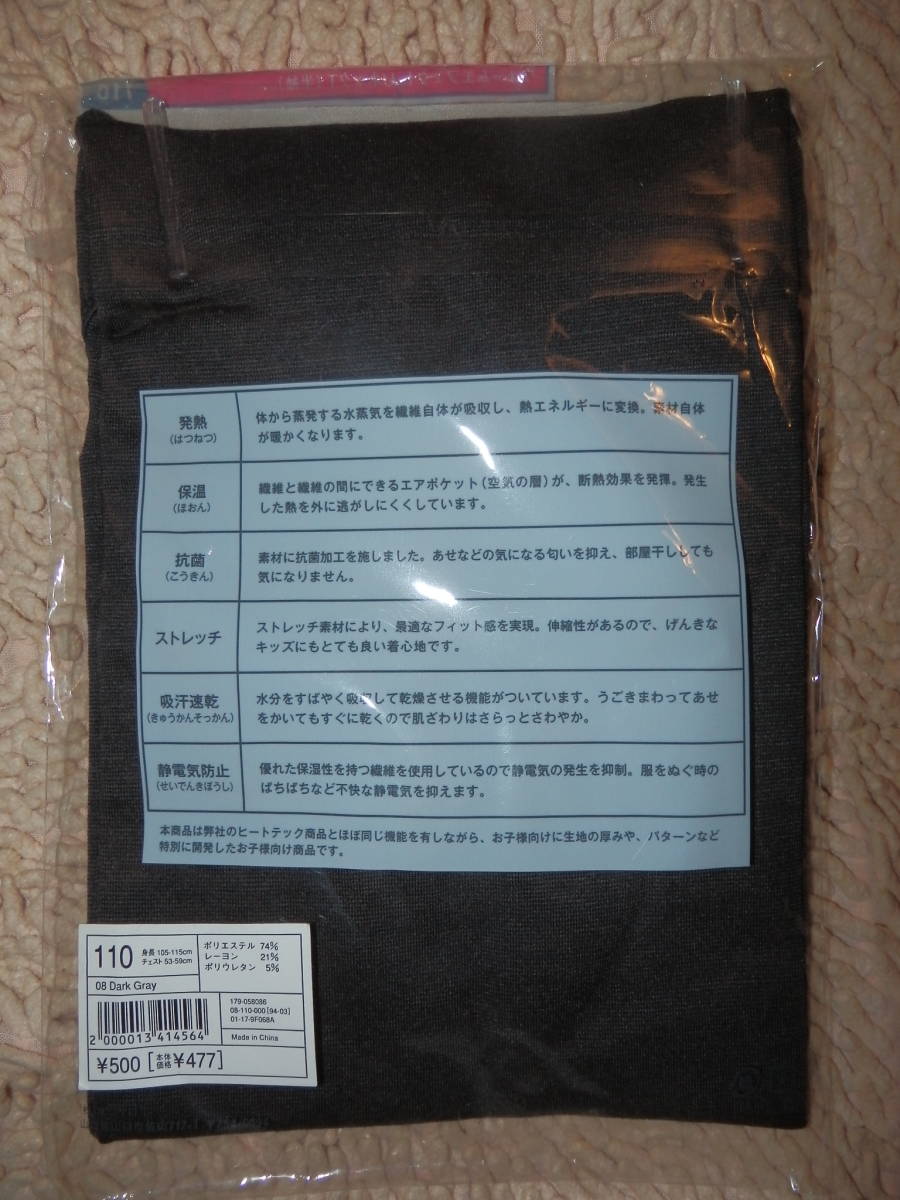 110
発熱
(はつねつ)
体から蒸発する水蒸気を繊維自体が吸収し、熱エネルギーに変換。素材自体
が暖かくなります。
保温
(ほおん)
繊維と繊維の間にできるエアポケット(空気の層)が、断熱効果を発揮。発生
した熱を外に逃がしにくくしています。
抗菌
(こうきん)
素材に抗菌加工を施しました。あせなどの気になる匂いを抑え、部屋干ししても
気になりません。
ストレッチ
ストレッチ素材により、最適なフィット感を実現。伸縮性があるので、げんきな
キッズにもとても良い着心地です。
吸汗速乾
(きゅうかんそっかん)
水分をすばやく吸収して乾燥させる機能がついています。うごきまわってあせ
をかいてもすぐに乾くので肌ざわりはさらっとさわやか。
静電気防止
(せいでんきぼうし)
優れた保湿性を持つ繊維を使用しているので静電気の発生を抑制。服をぬぐ時の
ぱちぱちなど不快な静電気を抑えます。
本商品は弊社のヒートテック商品とほぼ同じ機能を有しながら、お子様向けに生地の厚みや、パターンなど
特別に開発したお子様向け商品です。
110
身長 105-115cm
チェスト 53-59cm
08 Dark Gray
ポリエステル 74%
レーヨン 21%
ポリウレタン 5%
2 000013 414564
179-058086
08-110-000 [94-03]
01-17-9F068A
Made in China
¥500 [本体価格 ¥477]